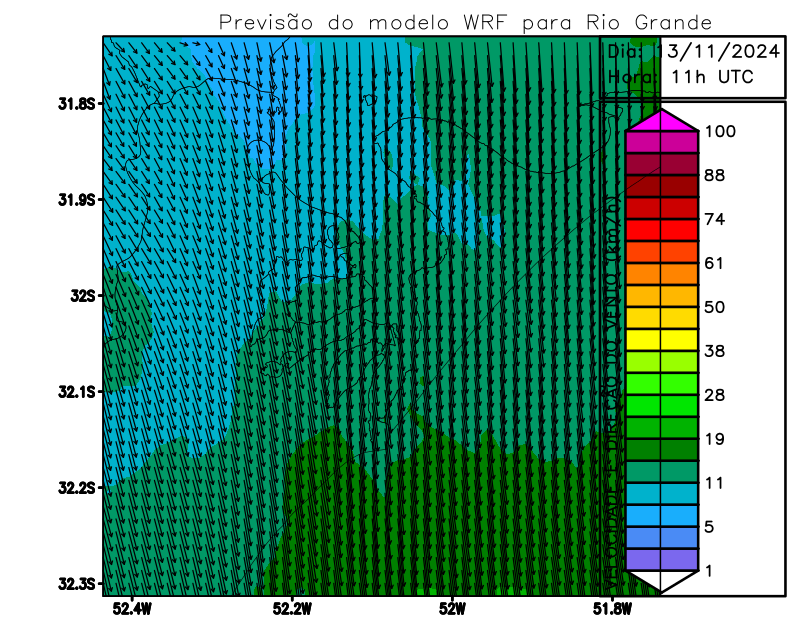 Previsão do modelo WRF para Rio Grande
Dia: 13/11/2024
Hora: 11h UTC
31.8S
31.9S
32S
32.1S
32.2S
32.3S
52.4W
52.2W
52W
51.8W
VELOCIDADE E DIREÇÃO DO VENTO (km/h)
100
88
74
61
50
38
28
19
11
5
1